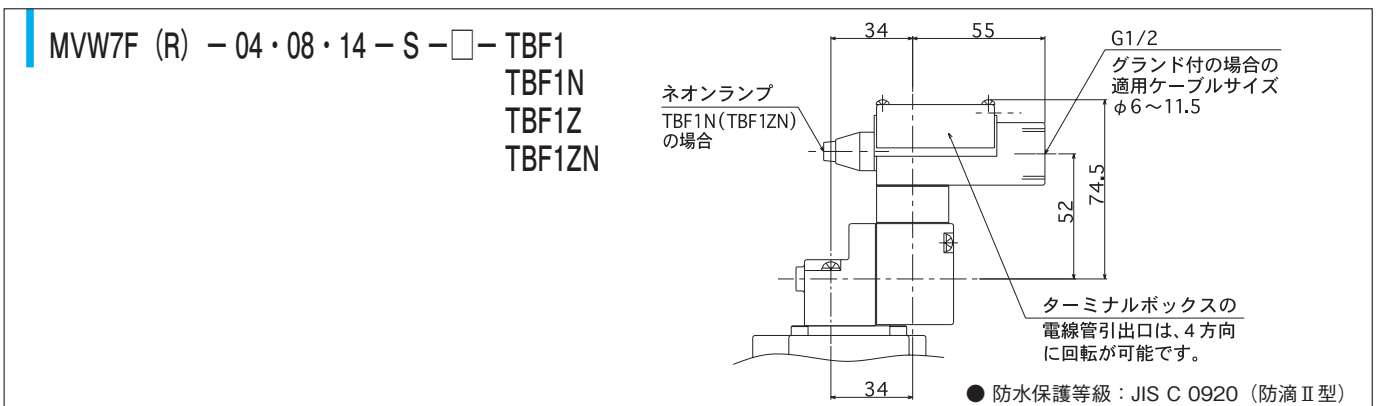 MVW7F (R) − 04・08・14 − S − □ − TBF1
TBF1N
TBF1Z
TBF1ZN
34
55
G1/2
グランド付の場合の
適用ケーブルサイズ
φ6～11.5
ネオンランプ
TBF1N(TBF1ZN)
の場合
52
74.5
ターミナルボックスの
電線管引出口は、4方向
に回転が可能です。
34
● 防水保護等級：JIS C 0920（防滴Ⅱ型）